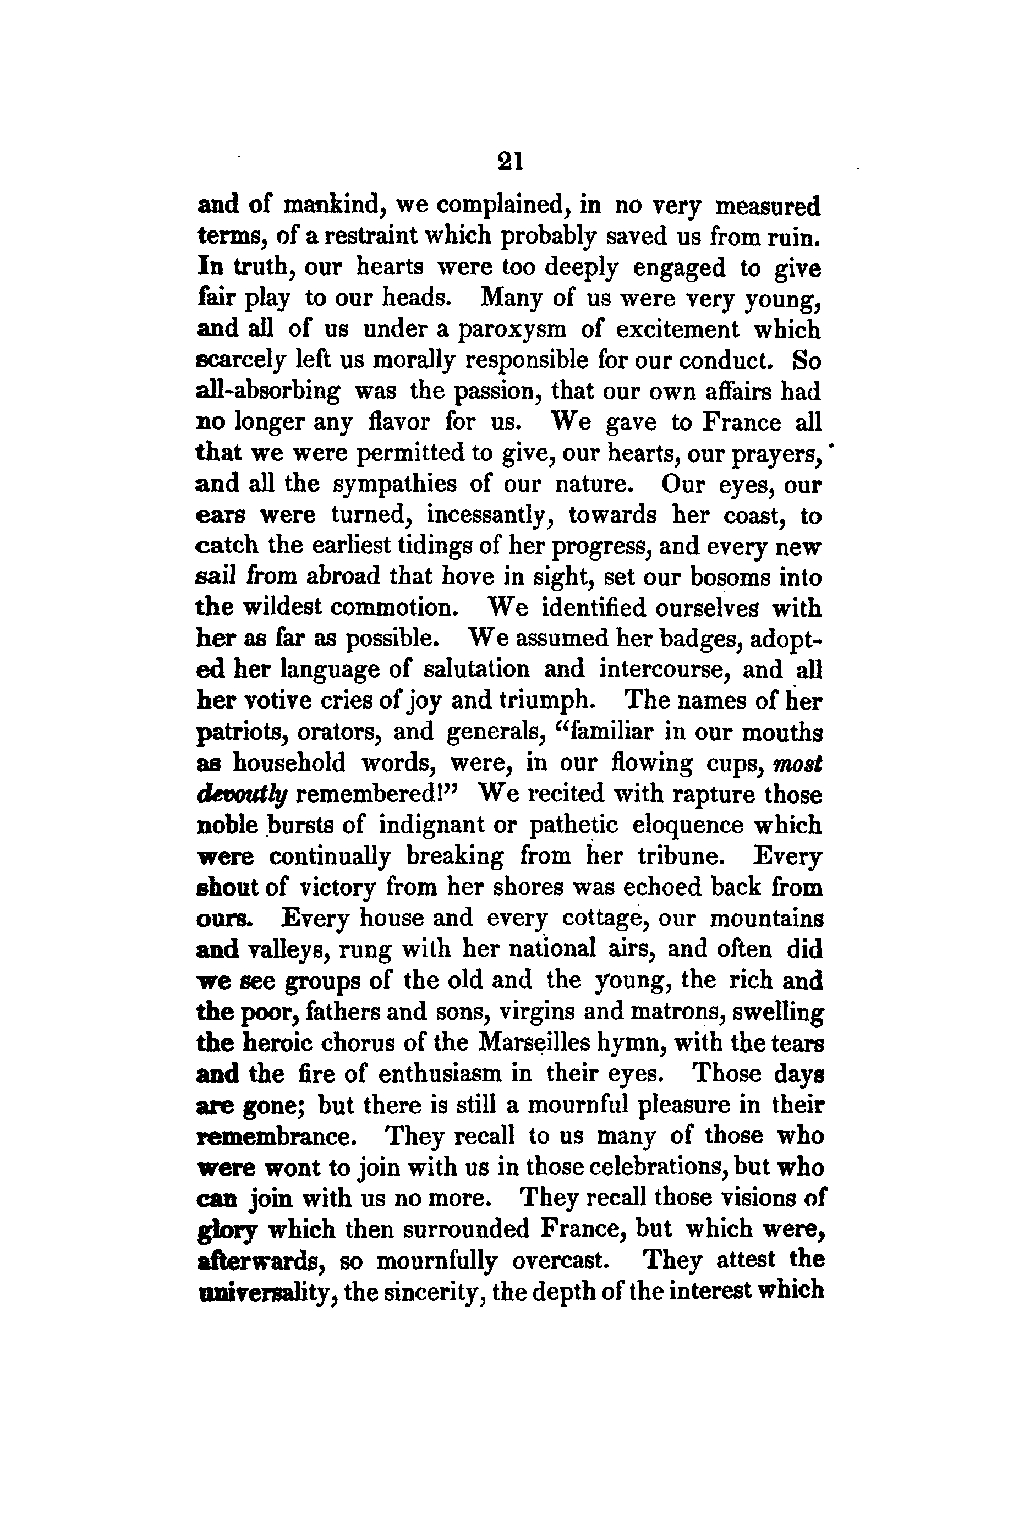 21
and of mankind, we complained, in no very measured
terms, of a restraint which probably saved us from ruin.
In truth, our hearts were too deeply engaged to give
fair play to our heads. Many of us were very young,
and all of us under a paroxysm of excitement which
scarcely left us morally responsible for our conduct. So
all-absorbing was the passion, that our own affairs had
no longer any flavor for us. We gave to France all
that we were permitted to give, our hearts, our prayers,
and all the sympathies of our nature. Our eyes, our
ears were turned, incessantly, towards her coast, to
catch the earliest tidings of her progress, and every new
sail from abroad that hove in sight, set our bosoms into
the wildest commotion. We identified ourselves with
her as far as possible. We assumed her badges, adopt-
ed her language of salutation and intercourse, and all
her votive cries of joy and triumph. The names of her
patriots, orators, and generals, “familiar in our mouths
as household words, were, in our flowing cups, most
devoutly remembered!” We recited with rapture those
noble bursts of indignant or pathetic eloquence which
were continually breaking from her tribune. Every
shout of victory from her shores was echoed back from
ours. Every house and every cottage, our mountains
and valleys, rung with her national airs, and often did
we see groups of the old and the young, the rich and
the poor, fathers and sons, virgins and matrons, swelling
the heroic chorus of the Marseilles hymn, with the tears
and the fire of enthusiasm in their eyes. Those days
are gone; but there is still a mournful pleasure in their
remembrance. They recall to us many of those who
were wont to join with us in those celebrations, but who
can join with us no more. They recall those visions of
glory which then surrounded France, but which were,
afterwards, so mournfully overcast. They attest the
universality, the sincerity, the depth of the interest which